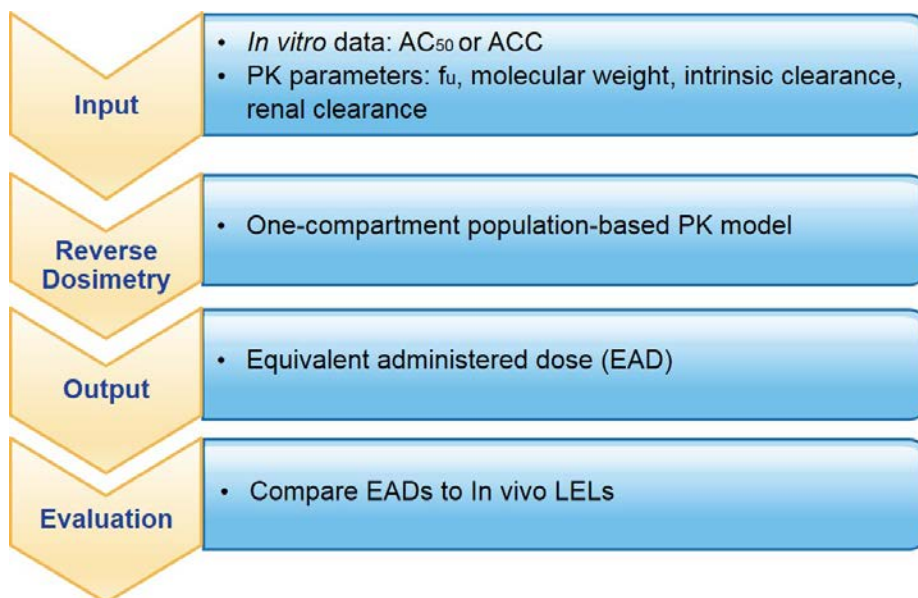 Input
• In vitro data: AC50 or ACC
• PK parameters: fu, molecular weight, intrinsic clearance,
renal clearance
Reverse
Dosimetry
• One-compartment population-based PK model
Output
• Equivalent administered dose (EAD)
Evaluation
• Compare EADs to In vivo LELs